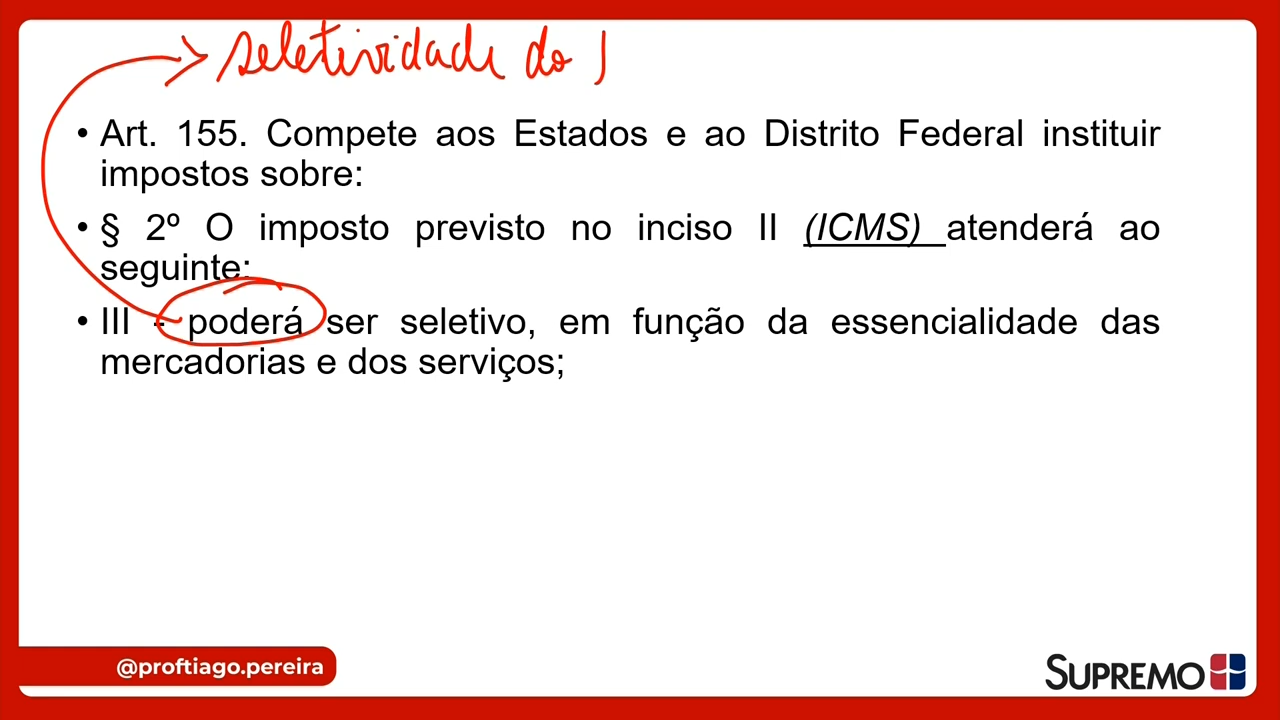 seletividade do
• Art. 155. Compete aos Estados e ao Distrito Federal instituir
impostos sobre:
• § 2º O imposto previsto no inciso II (ICMS) atenderá ao
seguinte:
• III - poderá ser seletivo, em função da essencialidade das
mercadorias e dos serviços;
@proftiago.pereira
SUPREMO